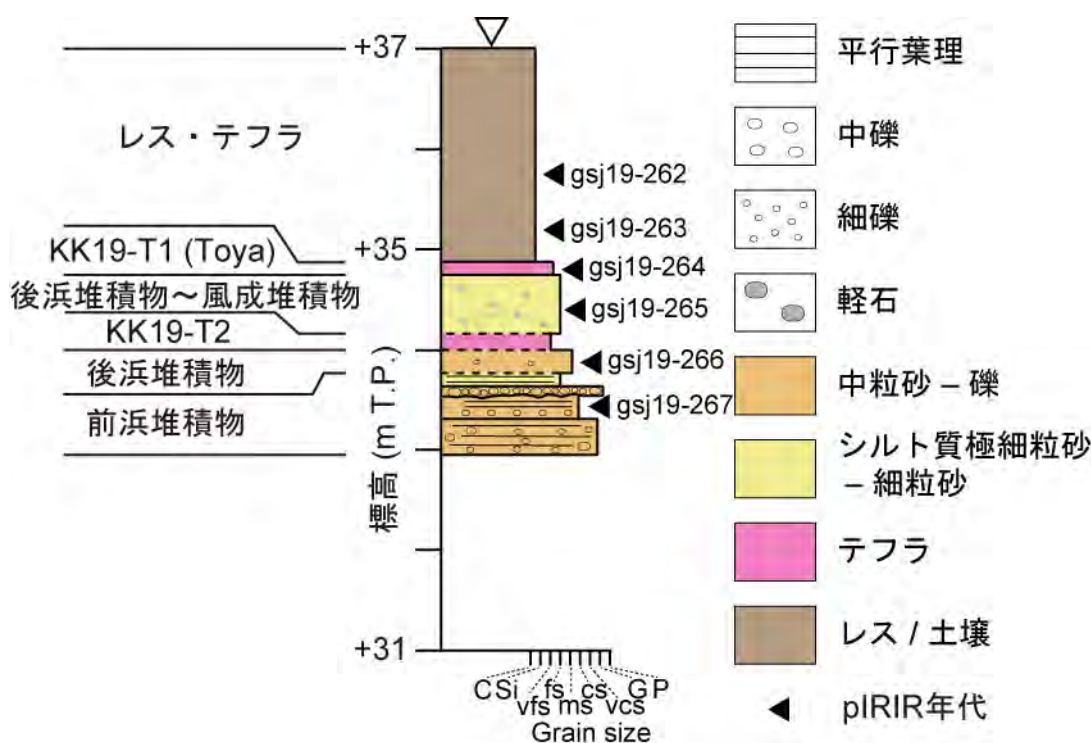 +37
レス・テフラ
gsj19-262
gsj19-263
KK19-T1 (Toya)
+35
gsj19-264
後浜堆積物～風成堆積物
gsj19-265
KK19-T2
後浜堆積物
gsj19-266
前浜堆積物
gsj19-267
標高 (m T.P.)
+31
C Si fs cs G P
vfs ms vcs
Grain size
平行葉理
中礫
細礫
軽石
中粒砂 – 礫
シルト質極細粒砂
– 細粒砂
テフラ
レス / 土壌
pIRIR年代